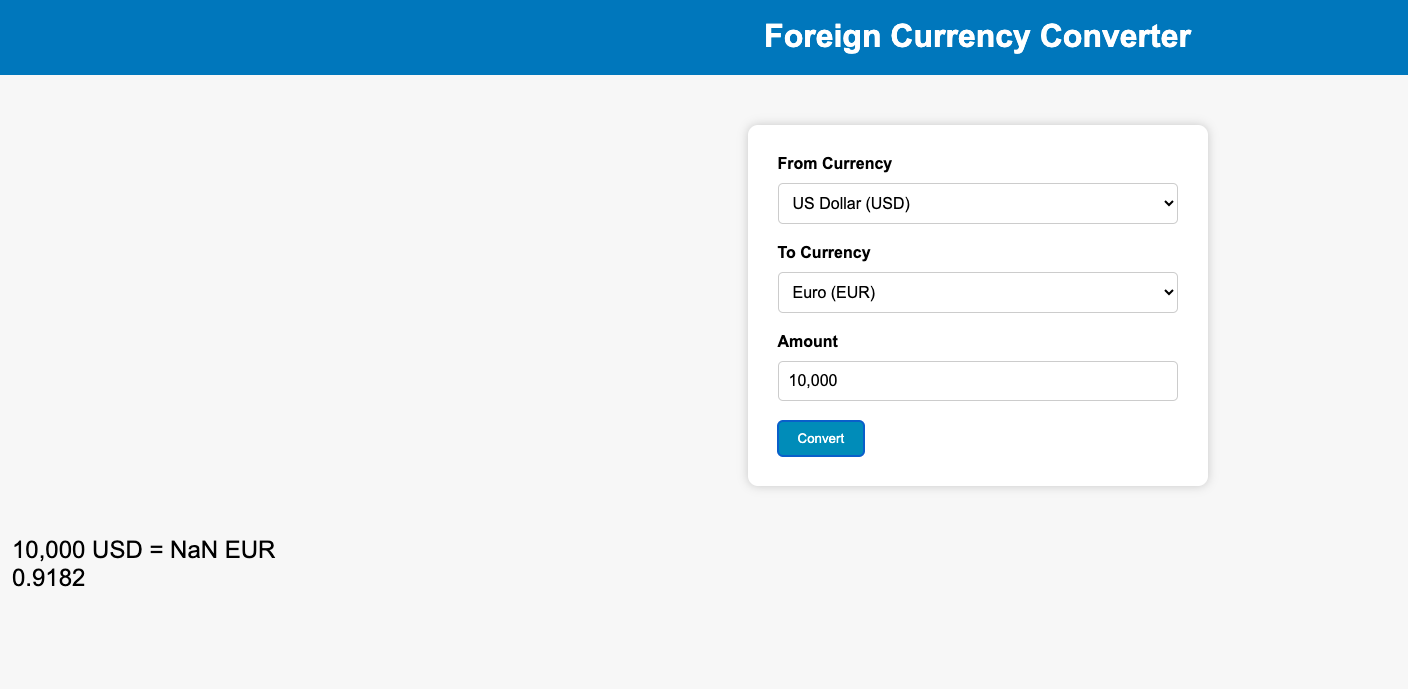 Foreign Currency Converter
From Currency
US Dollar (USD)
To Currency
Euro (EUR)
Amount
10,000
Convert
10,000 USD = NaN EUR
0.9182